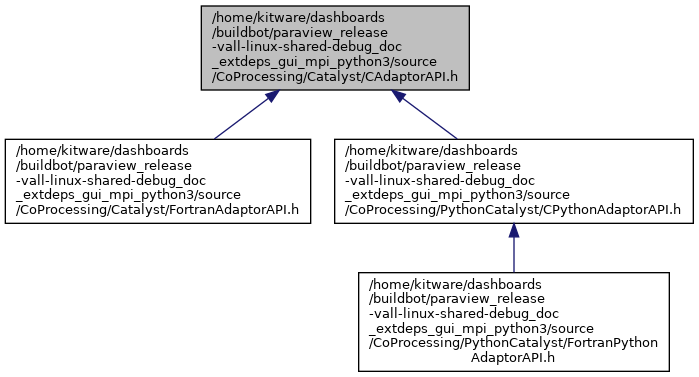 /home/kitware/dashboards
/buildbot/paraview_release
-vall-linux-shared-debug_doc
_extdeps_gui_mpi_python3/source
/CoProcessing/Catalyst/CAdaptorAPI.h
/home/kitware/dashboards
/buildbot/paraview_release
-vall-linux-shared-debug_doc
_extdeps_gui_mpi_python3/source
/CoProcessing/Catalyst/FortranAdaptorAPI.h
/home/kitware/dashboards
/buildbot/paraview_release
-vall-linux-shared-debug_doc
_extdeps_gui_mpi_python3/source
/CoProcessing/PythonCatalyst/CPythonAdaptorAPI.h
/home/kitware/dashboards
/buildbot/paraview_release
-vall-linux-shared-debug_doc
_extdeps_gui_mpi_python3/source
/CoProcessing/PythonCatalyst/FortranPython
AdaptorAPI.h